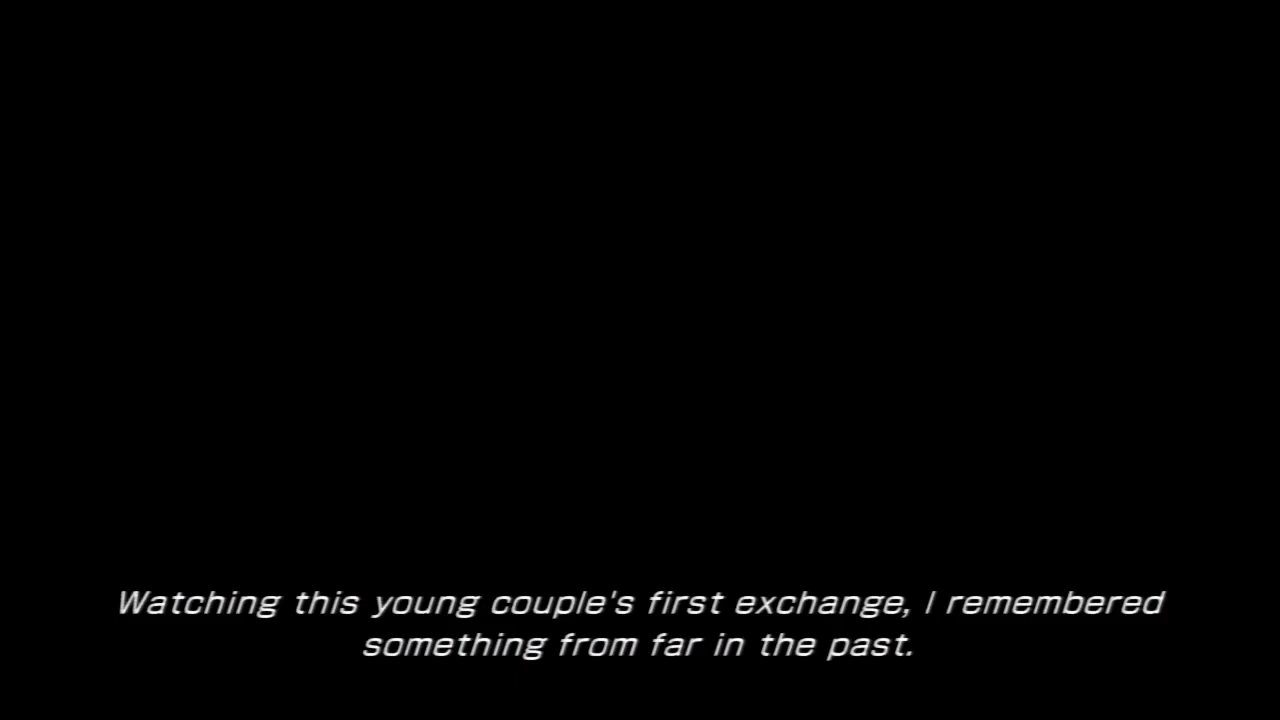 Watching this young couple's first exchange, I remembered
something from far in the past.